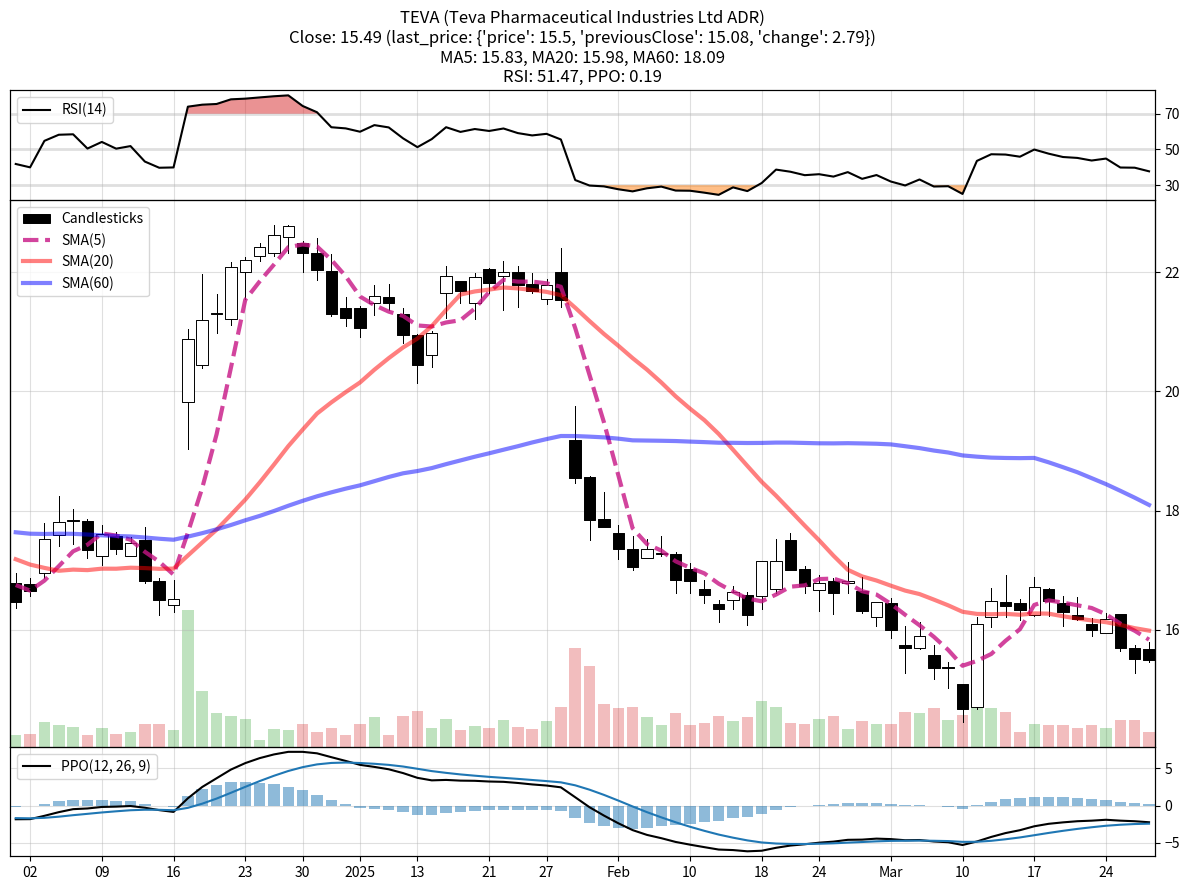 TEVA (Teva Pharmaceutical Industries Ltd ADR)
Close: 15.49 (last_price: {'price': 15.5, 'previousClose': 15.08, 'change': 2.79})
MA5: 15.83, MA20: 15.98, MA60: 18.09
RSI: 51.47, PPO: 0.19
RSI(14)
70
50
30
Candlesticks
SMA(5)
SMA(20)
SMA(60)
22
20
18
16
PPO(12, 26, 9)
5
0
−5
02 09 16 23 30 2025 13 21 27 Feb 10 18 24 Mar 10 17 24